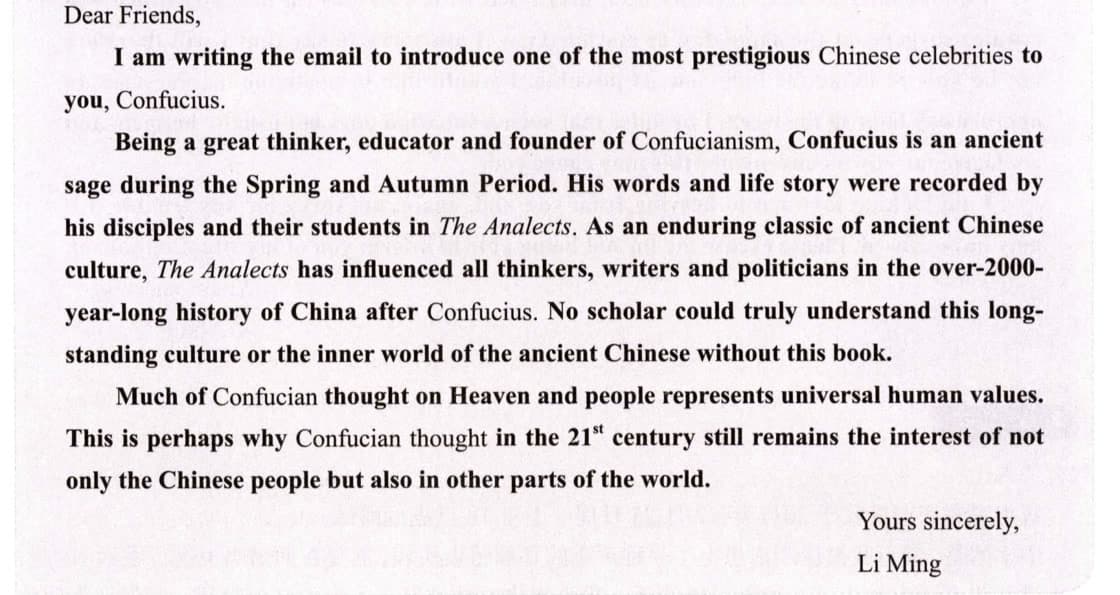 Dear Friends,
I am writing the email to introduce one of the most prestigious Chinese celebrities to
you, Confucius.
Being a great thinker, educator and founder of Confucianism, Confucius is an ancient
sage during the Spring and Autumn Period. His words and life story were recorded by
his disciples and their students in The Analects. As an enduring classic of ancient Chinese
culture, The Analects has influenced all thinkers, writers and politicians in the over-2000-
year-long history of China after Confucius. No scholar could truly understand this long-
standing culture or the inner world of the ancient Chinese without this book.
Much of Confucian thought on Heaven and people represents universal human values.
This is perhaps why Confucian thought in the 21st century still remains the interest of not
only the Chinese people but also in other parts of the world.
Yours sincerely,
Li Ming